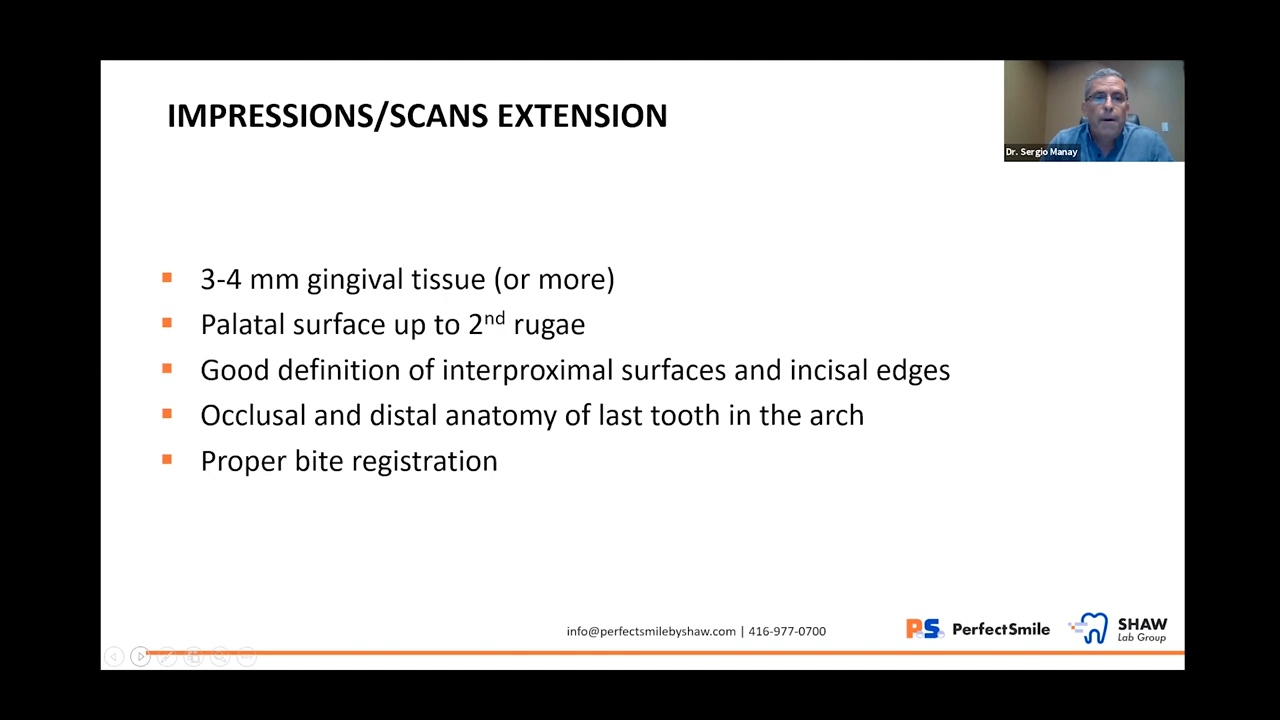 IMPRESSIONS/SCANS EXTENSION
Dr. Sergio Manay
3-4 mm gingival tissue (or more)
Palatal surface up to 2nd rugae
Good definition of interproximal surfaces and incisal edges
Occlusal and distal anatomy of last tooth in the arch
Proper bite registration
info@perfectsmilebyshaw.com | 416-977-0700
PS PerfectSmile
SHAW
Lab Group